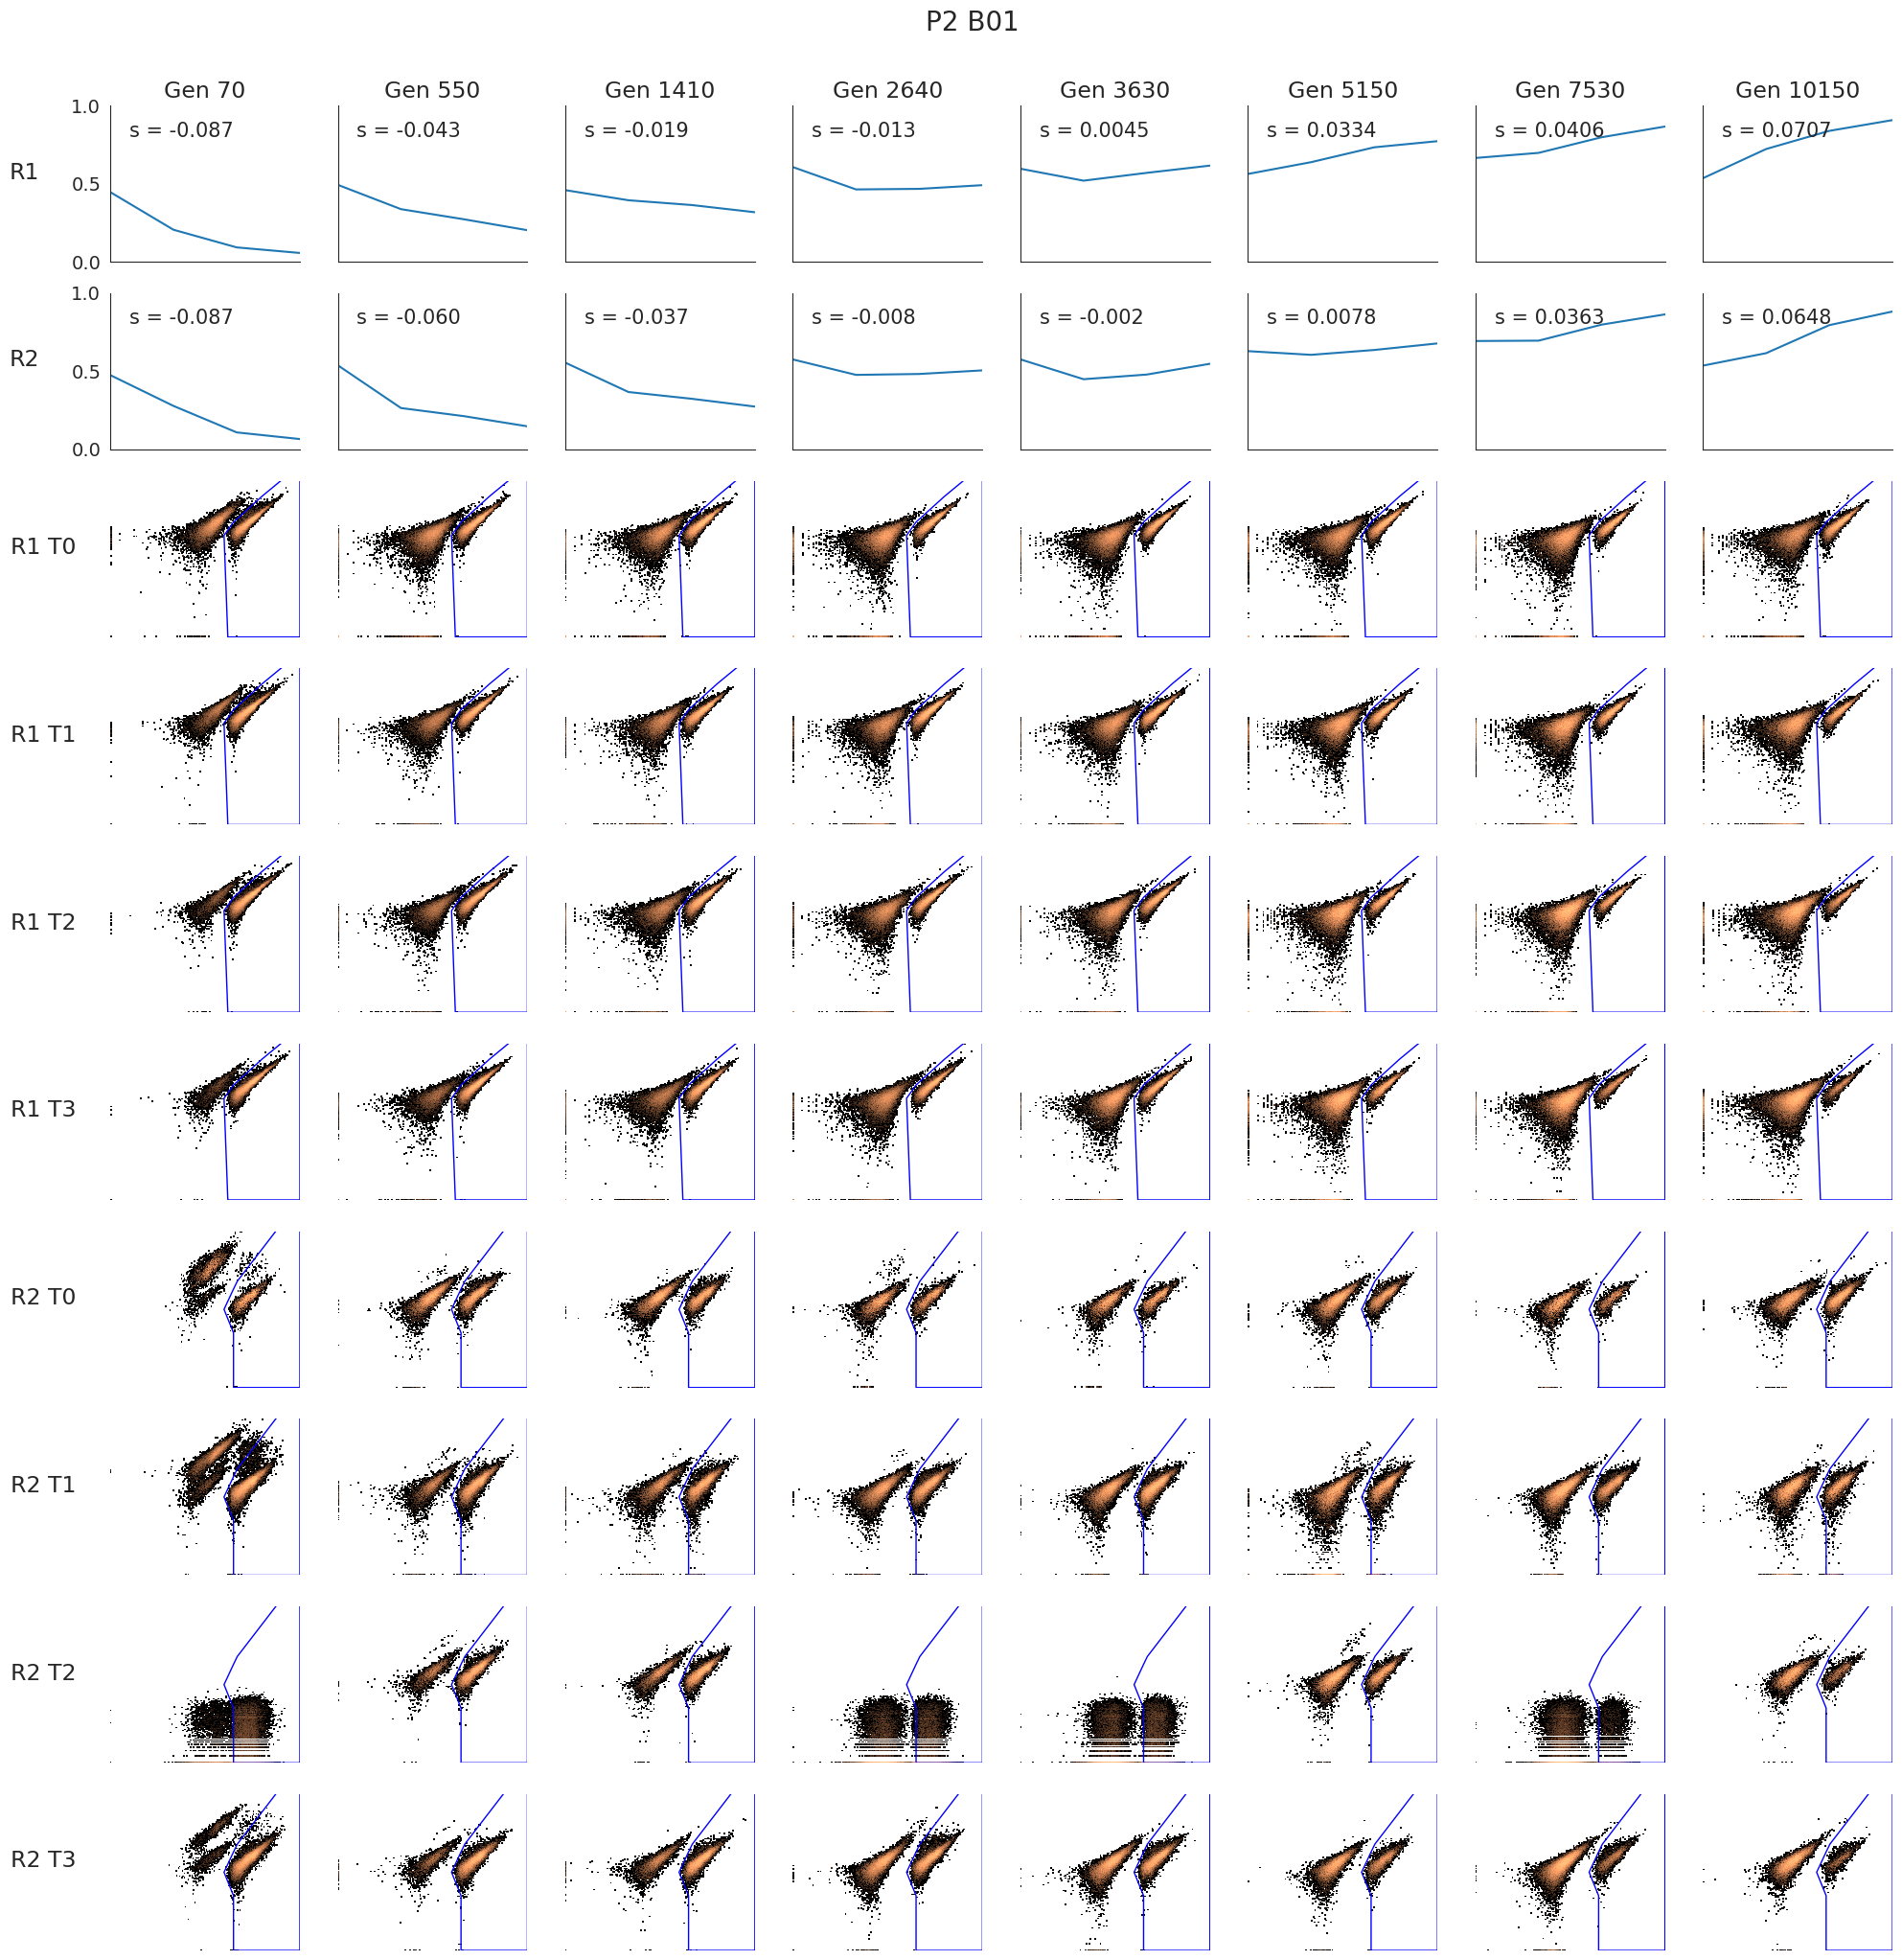 P2 B01
Gen 70 Gen 550 Gen 1410 Gen 2640 Gen 3630 Gen 5150 Gen 7530 Gen 10150
1.0
s = -0.087 s = -0.043 s = -0.019 s = -0.013 s = 0.0045 s = 0.0334 s = 0.0406 s = 0.0707
R1
0.5
0.0
1.0
s = -0.087 s = -0.060 s = -0.037 s = -0.008 s = -0.002 s = 0.0078 s = 0.0363 s = 0.0648
R2
0.5
0.0
R1 T0
R1 T1
R1 T2
R1 T3
R2 T0
R2 T1
R2 T2
R2 T3